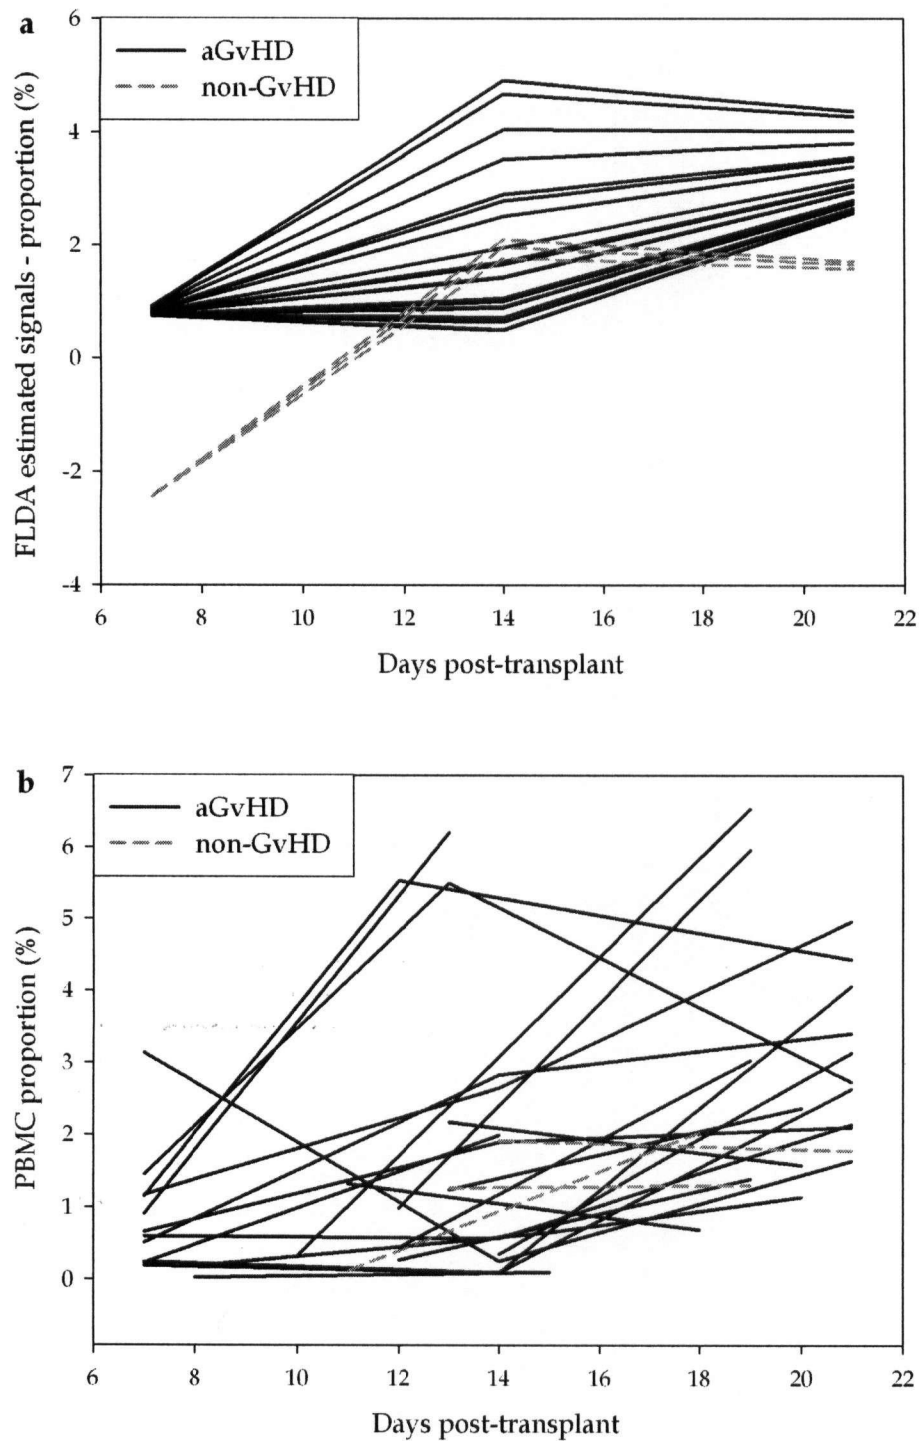 a
6
aGvHD
non-GvHD
4
2
0
-2
-4
FLDA estimated signals - proportion (%)
6 8 10 12 14 16 18 20 22
Days post-transplant
b
7
aGvHD
non-GvHD
6
5
4
3
2
1
0
PBMC proportion (%)
6 8 10 12 14 16 18 20 22
Days post-transplant